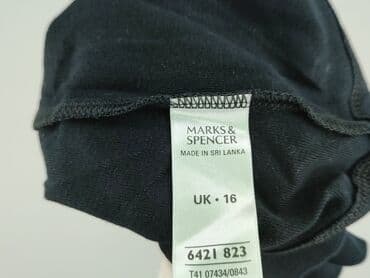 MARKS&
SPENCER
MADE IN SRI LANKA
UK • 16
6421 823
T41 07434/0843